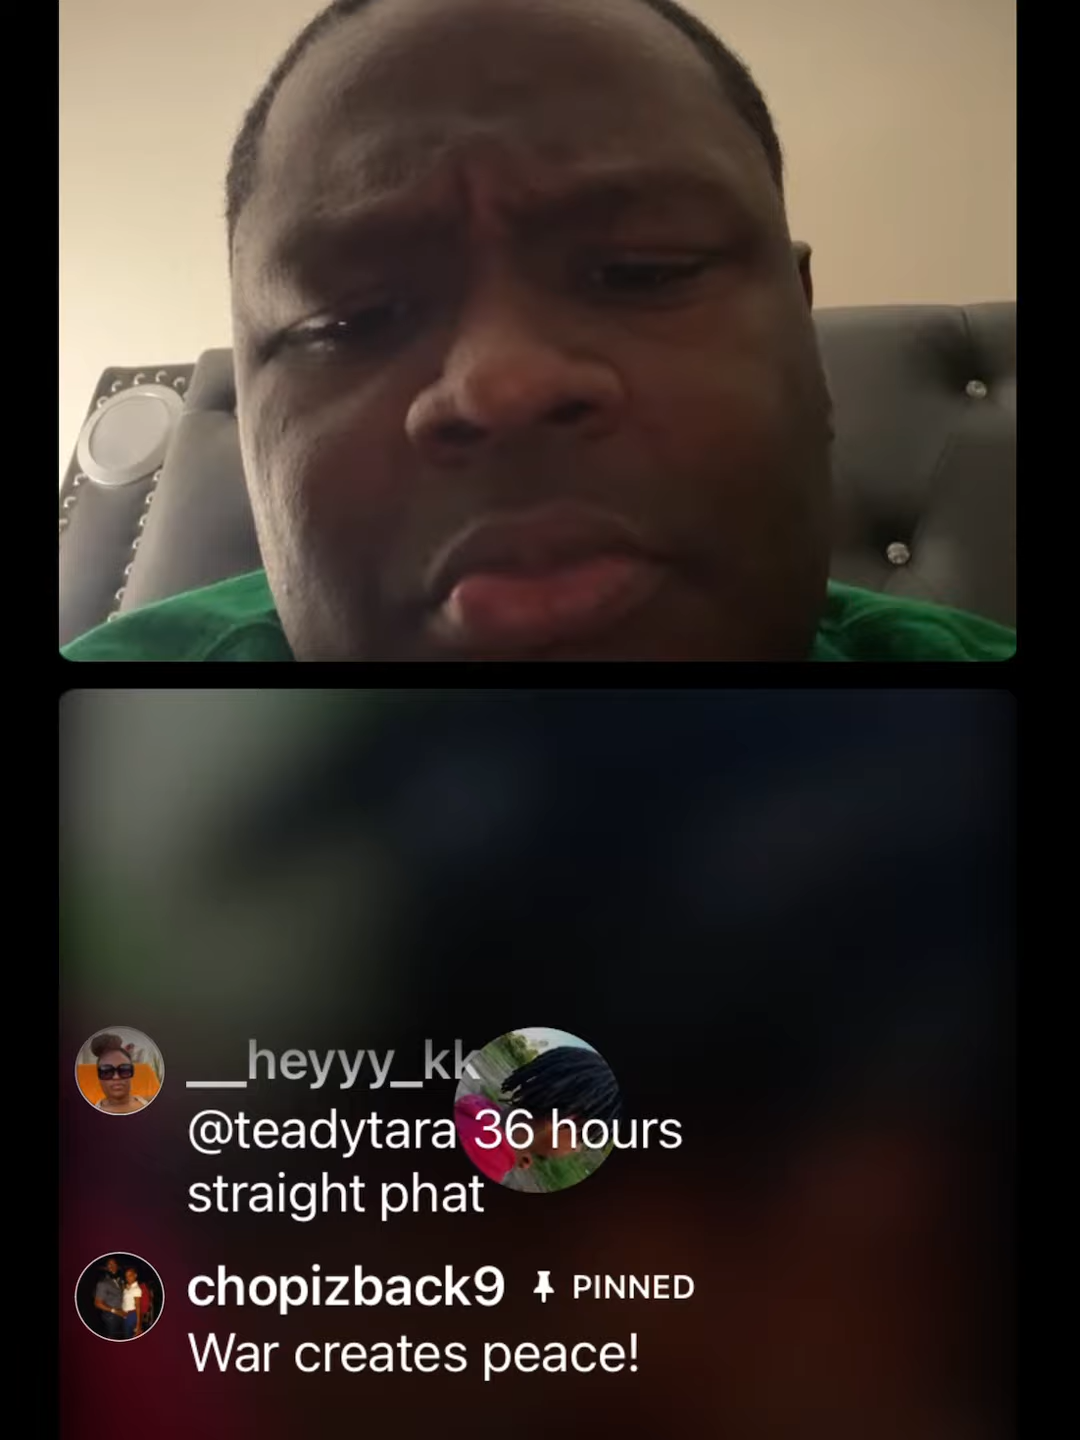 __heyyy_kk
@teadytara 36 hours
straight phat
chopizback9 PINNED
War creates peace!